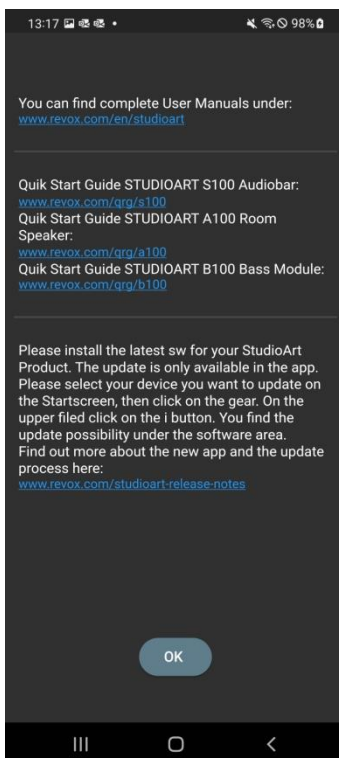 13:17
98%
You can find complete User Manuals under:
www.revox.com/en/studioart
Quik Start Guide STUDIOART S100 Audiobar:
www.revox.com/qrg/s100
Quik Start Guide STUDIOART A100 Room
Speaker:
www.revox.com/qrg/a100
Quik Start Guide STUDIOART B100 Bass Module:
www.revox.com/qrg/b100
Please install the latest sw for your StudioArt
Product. The update is only available in the app.
Please select your device you want to update on
the Startscreen, then click on the gear. On the
upper filed click on the i button. You find the
update possibility under the software area.
Find out more about the new app and the update
process here:
www.revox.com/studioart-release-notes
OK